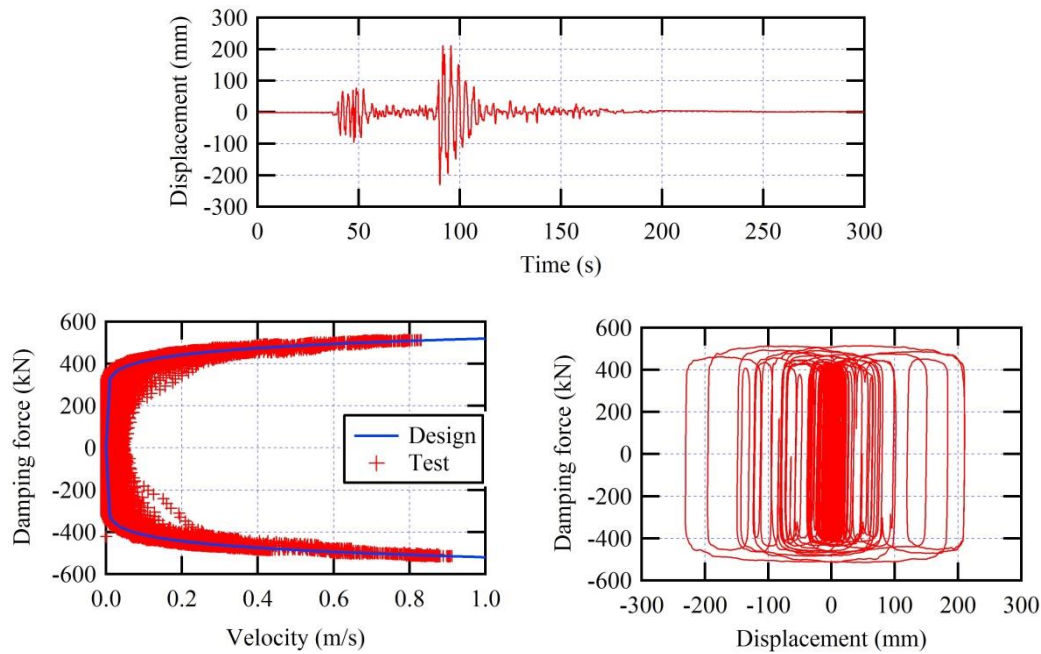 300
200
100
0
-100
-200
-300
Displacement (mm)
0 50 100 150 200 250 300
Time (s)
600
400
200
0
-200
-400
-600
Damping force (kN)
Design
Test
0.0 0.2 0.4 0.6 0.8 1.0
Velocity (m/s)
600
400
200
0
-200
-400
-600
Damping force (kN)
-300 -200 -100 0 100 200 300
Displacement (mm)